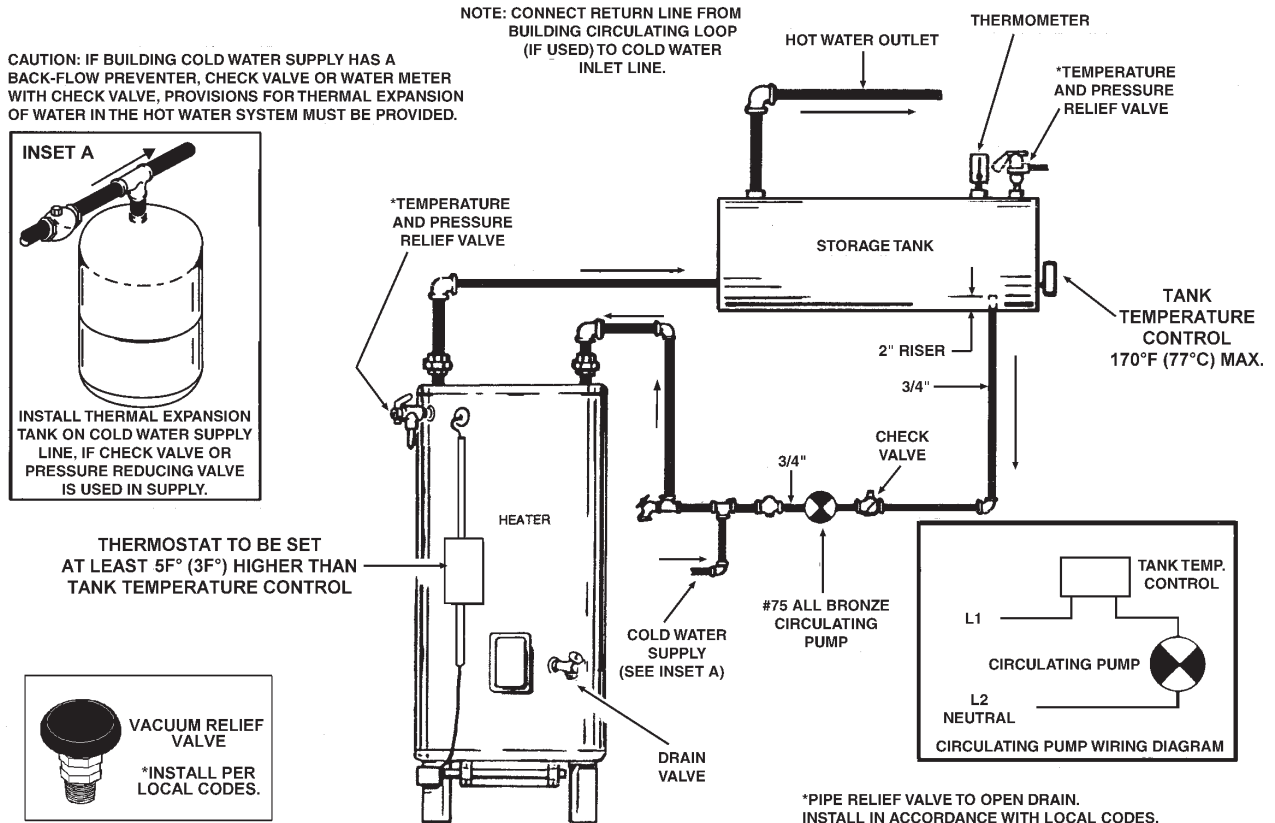 NOTE: CONNECT RETURN LINE FROM
BUILDING CIRCULATING LOOP
(IF USED) TO COLD WATER
INLET LINE.
CAUTION: IF BUILDING COLD WATER SUPPLY HAS A
BACK-FLOW PREVENTER, CHECK VALVE OR WATER METER
WITH CHECK VALVE, PROVISIONS FOR THERMAL EXPANSION
OF WATER IN THE HOT WATER SYSTEM MUST BE PROVIDED.
INSET A
INSTALL THERMAL EXPANSION
TANK ON COLD WATER SUPPLY
LINE, IF CHECK VALVE OR
PRESSURE REDUCING VALVE
IS USED IN SUPPLY.
THERMOMETER
HOT WATER OUTLET
*TEMPERATURE
AND PRESSURE
RELIEF VALVE
*TEMPERATURE
AND PRESSURE
RELIEF VALVE
STORAGE TANK
TANK
TEMPERATURE
CONTROL
170°F (77°C) MAX.
2" RISER
3/4"
CHECK
VALVE
3/4"
HEATER
THERMOSTAT TO BE SET
AT LEAST 5F° (3F°) HIGHER THAN
TANK TEMPERATURE CONTROL
#75 ALL BRONZE
CIRCULATING
PUMP
COLD WATER
SUPPLY
(SEE INSET A)
DRAIN
VALVE
TANK TEMP.
CONTROL
L1
CIRCULATING PUMP
L2
NEUTRAL
CIRCULATING PUMP WIRING DIAGRAM
VACUUM RELIEF
VALVE
*INSTALL PER
LOCAL CODES.
*PIPE RELIEF VALVE TO OPEN DRAIN.
INSTALL IN ACCORDANCE WITH LOCAL CODES.